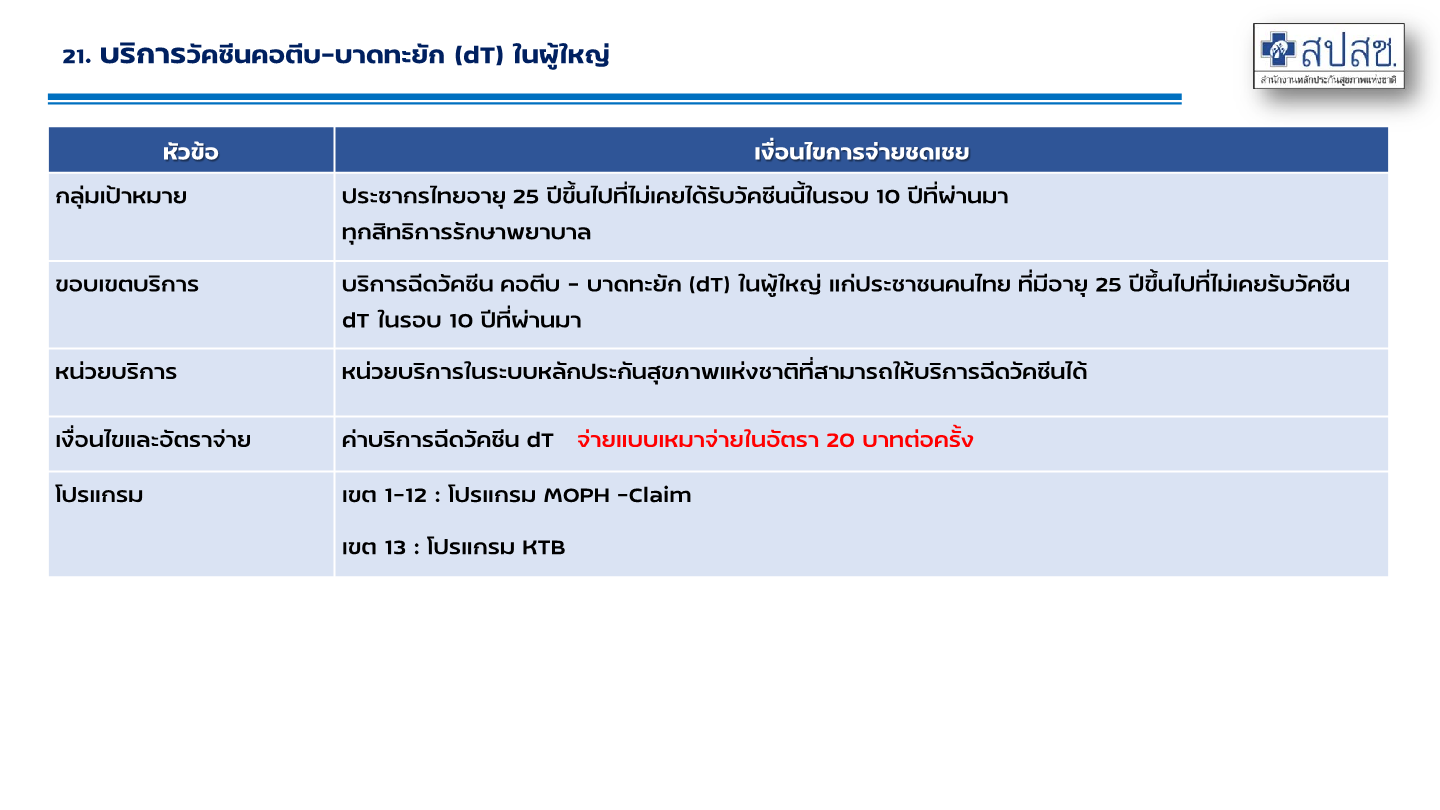 21. บริการวัคซีนคอตีบ-บาดทะยัก (dT) ในผู้ใหญ่
สปสช.
สำนักงานหลักประกันสุขภาพแห่งชาติ
หัวข้อ
เงื่อนไขการจ่ายชดเชย
กลุ่มเป้าหมาย
ประชากรไทยอายุ 25 ปีขึ้นไปที่ไม่เคยได้รับวัคซีนนี้ในรอบ 10 ปีที่ผ่านมา
ทุกสิทธิการรักษาพยาบาล
ขอบเขตบริการ
บริการฉีดวัคซีน คอตีบ - บาดทะยัก (dT) ในผู้ใหญ่ แก่ประชาชนคนไทย ที่มีอายุ 25 ปีขึ้นไปที่ไม่เคยรับวัคซีน
dT ในรอบ 10 ปีที่ผ่านมา
หน่วยบริการ
หน่วยบริการในระบบหลักประกันสุขภาพแห่งชาติที่สามารถให้บริการฉีดวัคซีนได้
เงื่อนไขและอัตราจ่าย
ค่าบริการฉีดวัคซีน dT จ่ายแบบเหมาจ่ายในอัตรา 20 บาทต่อครั้ง
โปรแกรม
เขต 1-12 : โปรแกรม MOPH -Claim
เขต 13 : โปรแกรม KTB